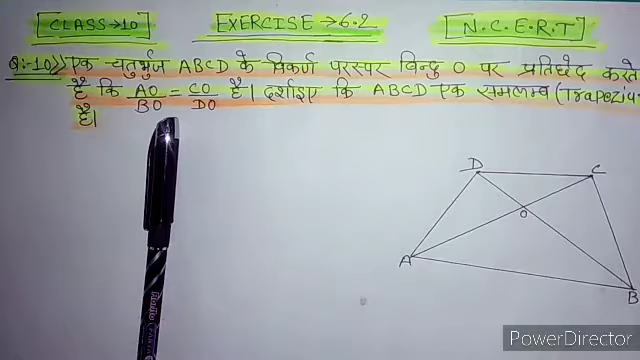 [CLASS→10] EXERCISE→6.2 [N.C.E.R.T]
Q:-10⟩⟩ एक चतुर्भुज ABCD के विकर्ण परस्पर बिन्दु O पर प्रतिछेद करते
है कि AO/BO = CO/DO है। दर्शाइए कि ABCD एक समलम्ब (Trapeziu
है।
D C
O
A
B
PowerDirector